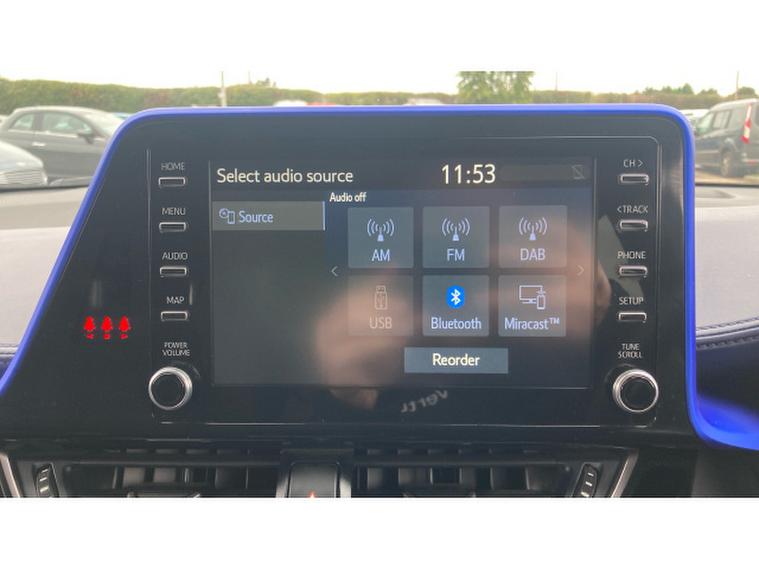 HOME
MENU
AUDIO
MAP
POWER
VOLUME
Select audio source
11:53
Source
Audio off
AM
FM
DAB
USB
Bluetooth
Miracast™
Reorder
CH >
<TRACK
PHONE
SETUP
TUNE
SCROLL